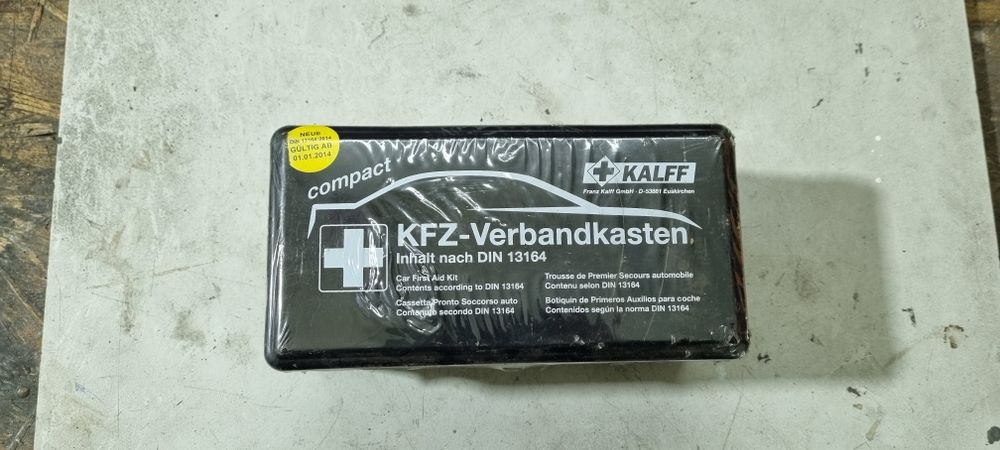 NEUE
DIN 13164:2014
GÜLTIG AB
01.01.2014
compact
KALFF
Franz Kalff GmbH · D-53881 Euskirchen
KFZ-Verbandkasten
Inhalt nach DIN 13164
Car First Aid Kit
Contents according to DIN 13164
Cassetta Pronto Soccorso auto
Contenuto secondo DIN 13164
Trousse de Premier Secours automobile
Contenu selon DIN 13164
Botiquin de Primeros Auxilios para coche
Contenidos según la norma DIN 13164